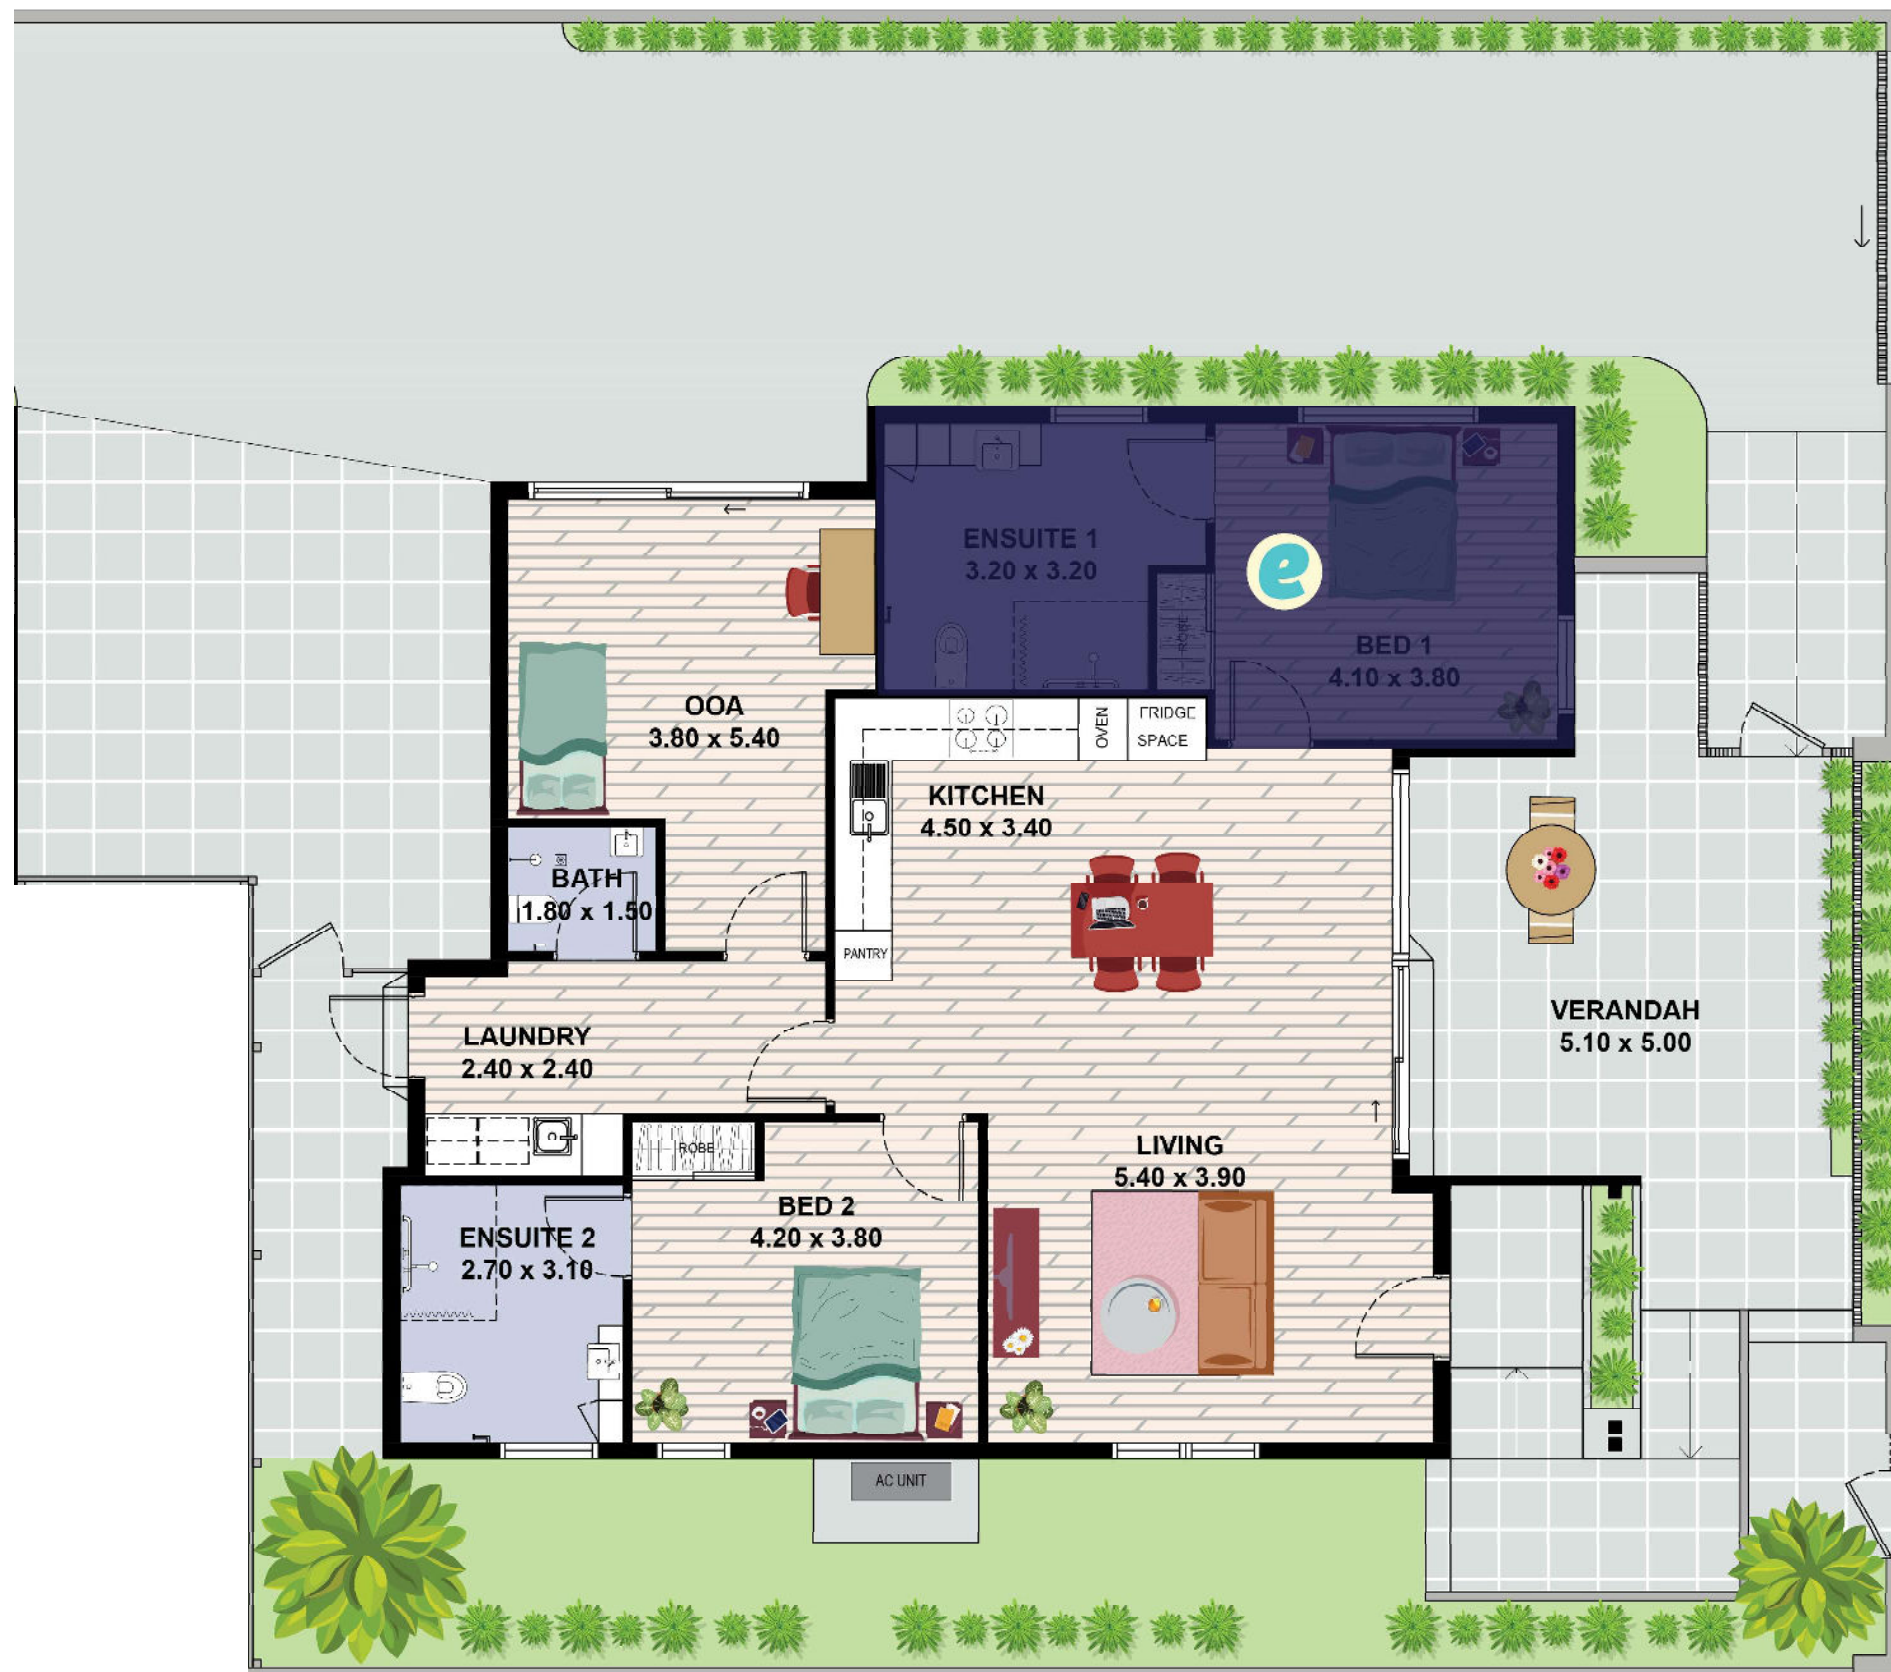 ENSUITE 1
3.20 x 3.20
ROBE
BED 1
4.10 x 3.80
e
OOA
3.80 x 5.40
OVEN
FRIDGE
SPACE
KITCHEN
4.50 x 3.40
BATH
1.80 x 1.50
PANTRY
VERANDAH
5.10 x 5.00
LAUNDRY
2.40 x 2.40
ROBE
LIVING
5.40 x 3.90
BED 2
4.20 x 3.80
ENSUITE 2
2.70 x 3.10
AC UNIT